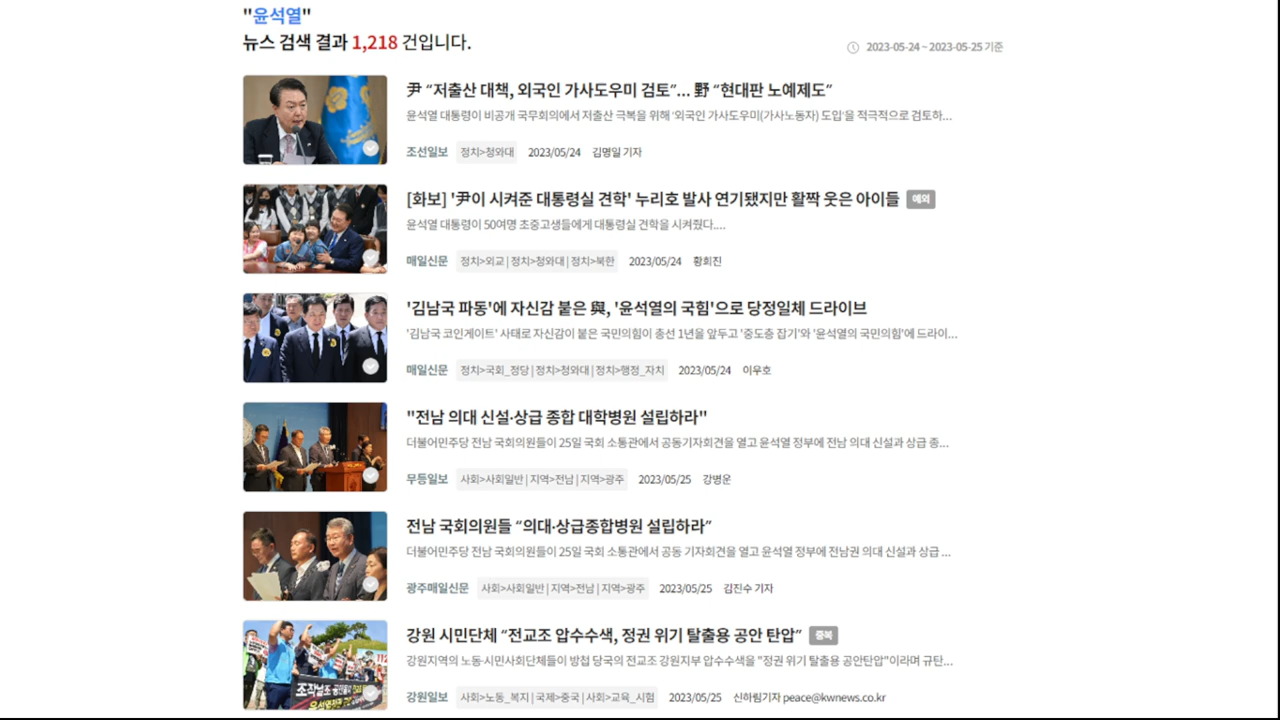 "윤석열"
뉴스 검색 결과 1,218 건입니다.
2023-05-24 ~ 2023-05-25 기준
尹 “저출산 대책, 외국인 가사도우미 검토”... 野 “현대판 노예제도”
윤석열 대통령이 비공개 국무회의에서 저출산 극복을 위해 '외국인 가사도우미(가사노동자) 도입'을 적극적으로 검토하...
조선일보 정치>청와대 2023/05/24 김명일 기자
[화보] '尹이 시켜준 대통령실 견학' 누리호 발사 연기됐지만 활짝 웃은 아이들 예외
윤석열 대통령이 50여명 초중고생들에게 대통령실 견학을 시켜줬다....
매일신문 정치>외교 | 정치>청와대 | 정치>북한 2023/05/24 황희진
'김남국 파동'에 자신감 붙은 與, '윤석열의 국힘'으로 당정일체 드라이브
'김남국 코인게이트' 사태로 자신감이 붙은 국민의힘이 총선 1년을 앞두고 '중도층 잡기'와 '윤석열의 국민의힘'에 드라이...
매일신문 정치>국회_정당 | 정치>청와대 | 정치>행정_자치 2023/05/24 이우호
"전남 의대 신설·상급 종합 대학병원 설립하라"
더불어민주당 전남 국회의원들이 25일 국회 소통관에서 공동기자회견을 열고 윤석열 정부에 전남 의대 신설과 상급 종...
무등일보 사회>사회일반 | 지역>전남 | 지역>광주 2023/05/25 강병운
전남 국회의원들 “의대·상급종합병원 설립하라”
더불어민주당 전남 국회의원들이 25일 국회 소통관에서 공동 기자회견을 열고 윤석열 정부에 전남권 의대 신설과 상급 ...
광주매일신문 사회>사회일반 | 지역>전남 | 지역>광주 2023/05/25 김진수 기자
강원 시민단체 “전교조 압수수색, 정권 위기 탈출용 공안 탄압” 중복
강원지역의 노동·시민사회단체들이 방첩 당국의 전교조 강원지부 압수수색을 "정권 위기 탈출용 공안탄압"이라며 규탄...
강원일보 사회>노동_복지 | 국제>중국 | 사회>교육_시험 2023/05/25 신하림기자 peace@kwnews.co.kr